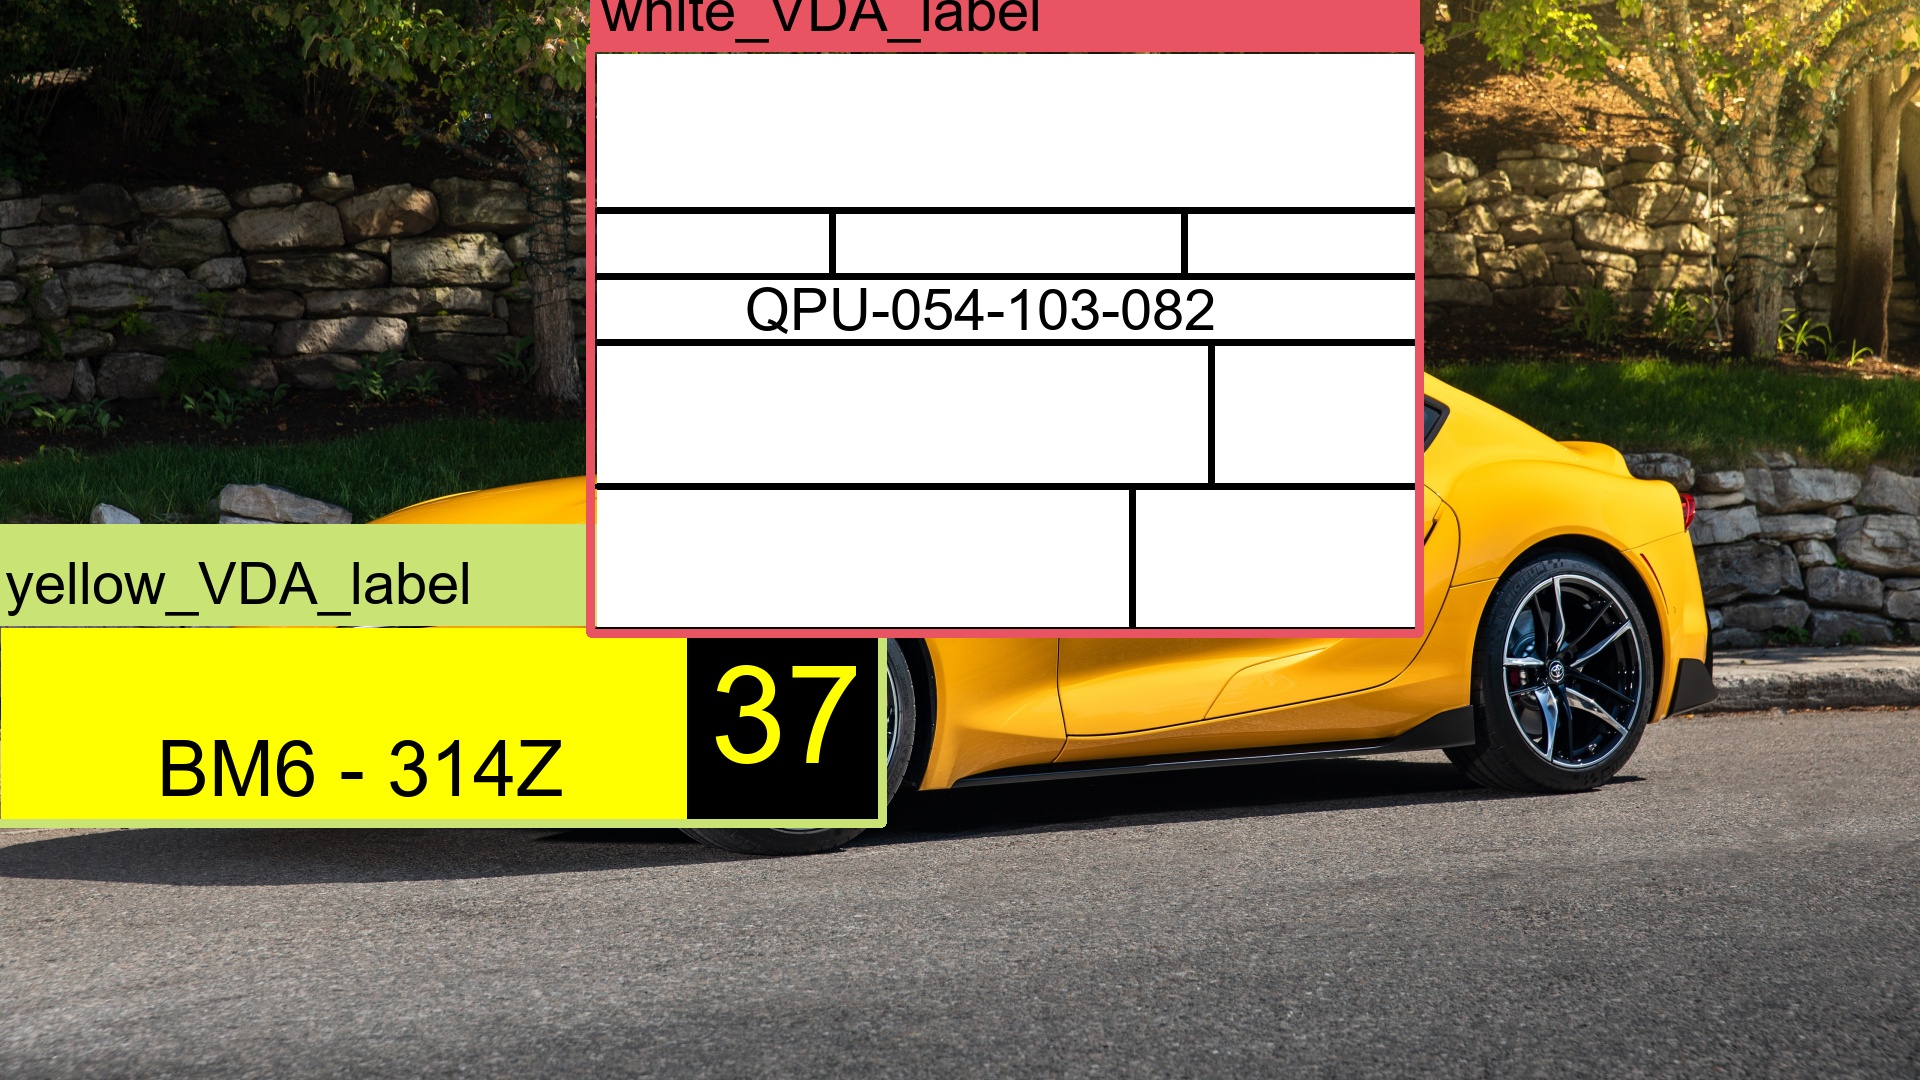 white_VDA_label
QPU-054-103-082
yellow_VDA_label
37
BM6 - 314Z